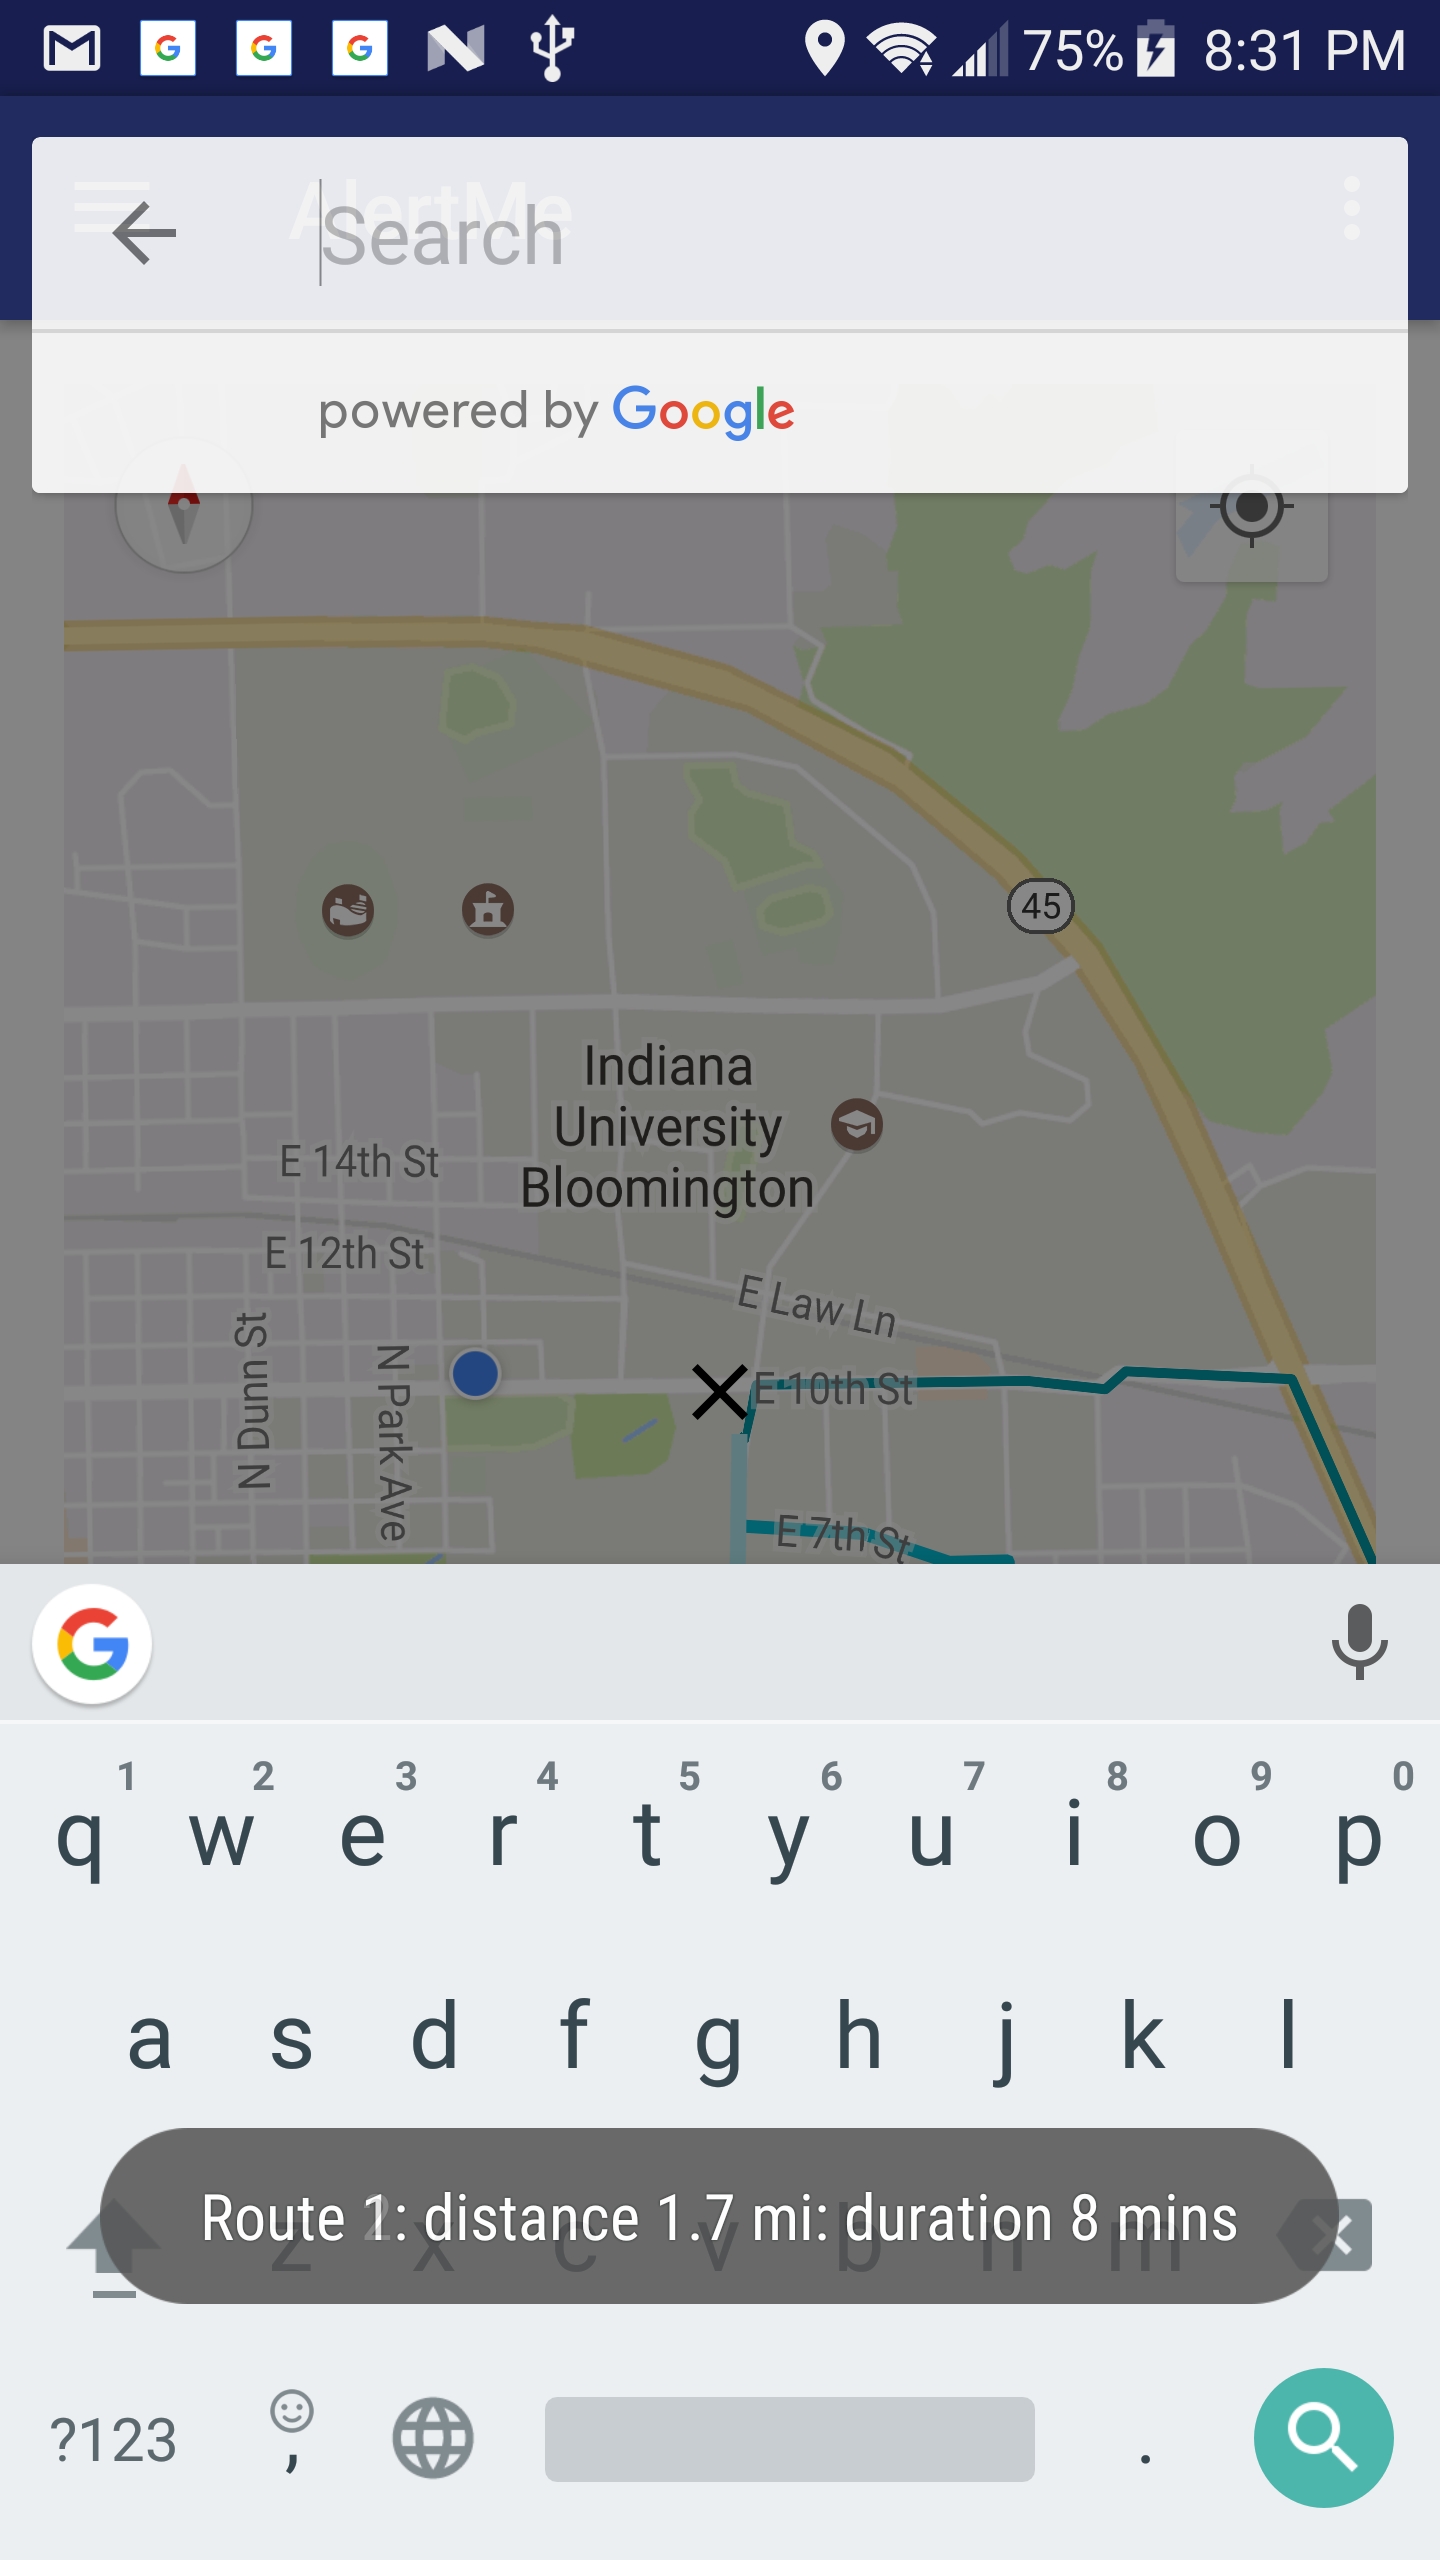 75% 8:31 PM
AlertMe
Search
powered by Google
45
Indiana
University
Bloomington
E 14th St
E 12th St
E Law Ln
N Dunn St
N Park Ave
E 10th St
E 7th St
1 2 3 4 5 6 7 8 9 0
q w e r t y u i o p
a s d f g h j k l
z x c v b n m
Route 1: distance 1.7 mi: duration 8 mins
?123 , .